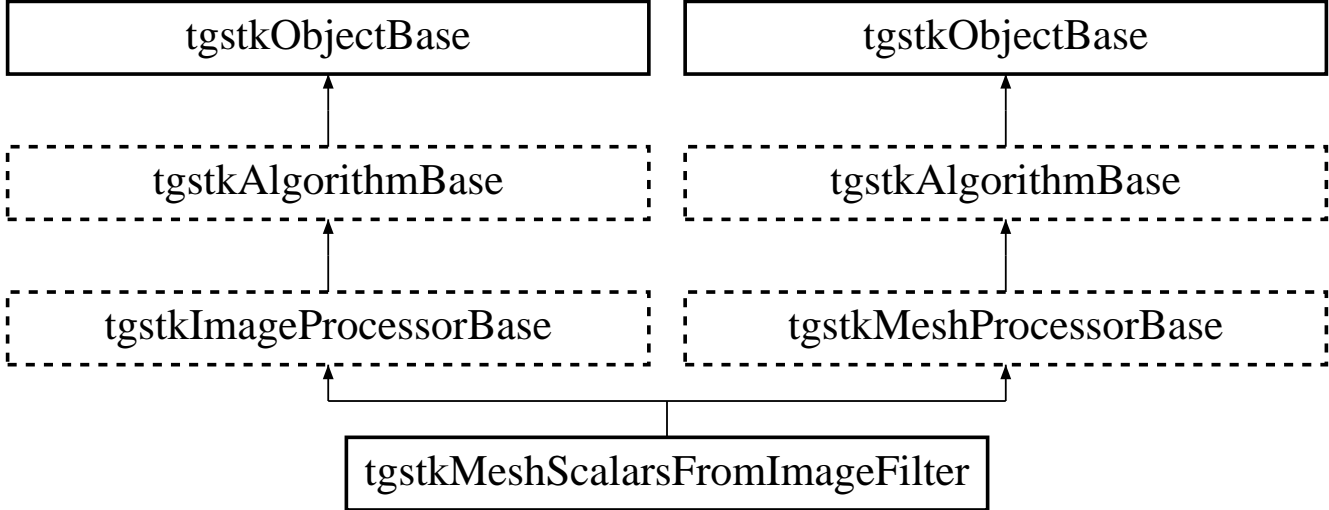 tgstkObjectBase tgstkObjectBase
tgstkAlgorithmBase tgstkAlgorithmBase
tgstkImageProcessorBase tgstkMeshProcessorBase
tgstkMeshScalarsFromImageFilter